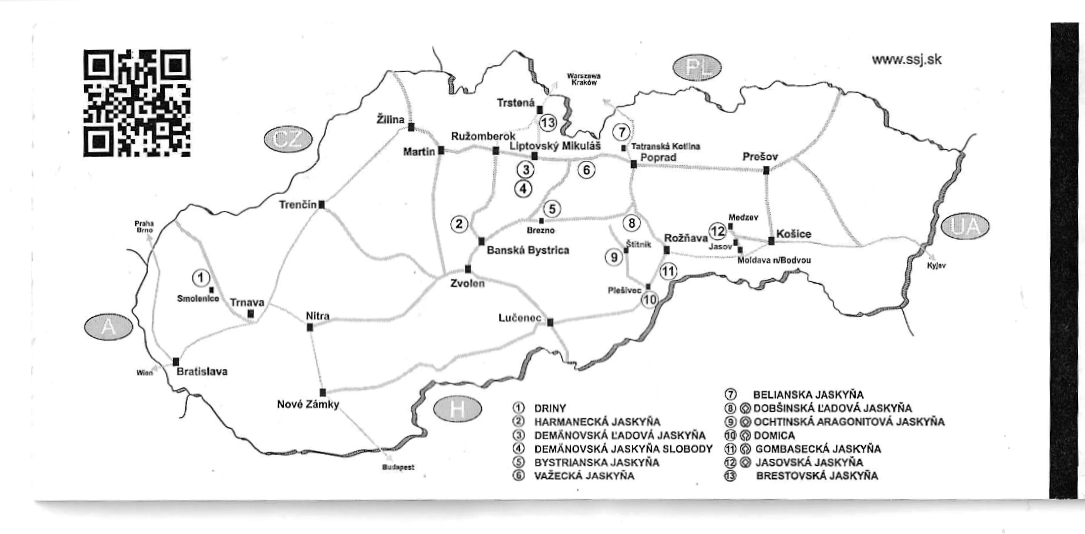 www.ssj.sk
PL
CZ
UA
A
H
Warszawa
Kraków
Trstená
13
Žilina
7
Ružomberok
Martin
Liptovský Mikuláš
Tatranská Kotlina
Poprad
Prešov
3
6
4
Trenčín
5
Brezno
2
8
Praha
Brno
Banská Bystrica
Medzev
12
Košice
Rožňava
Jasov
Štítnik
Moldava n/Bodvou
9
11
Kyjev
1
Smolenice
Zvolen
Plešivec
10
Trnava
Nitra
Lučenec
Wien
Bratislava
Nové Zámky
Budapest
1 DRINY
2 HARMANECKÁ JASKYŇA
3 DEMÄNOVSKÁ ĽADOVÁ JASKYŇA
4 DEMÄNOVSKÁ JASKYŇA SLOBODY
5 BYSTRIANSKA JASKYŇA
6 VAŽECKÁ JASKYŇA
7 BELIANSKA JASKYŇA
8 DOBŠINSKÁ ĽADOVÁ JASKYŇA
9 OCHTINSKÁ ARAGONITOVÁ JASKYŇA
10 DOMICA
11 GOMBASECKÁ JASKYŇA
12 JASOVSKÁ JASKYŇA
13 BRESTOVSKÁ JASKYŇA